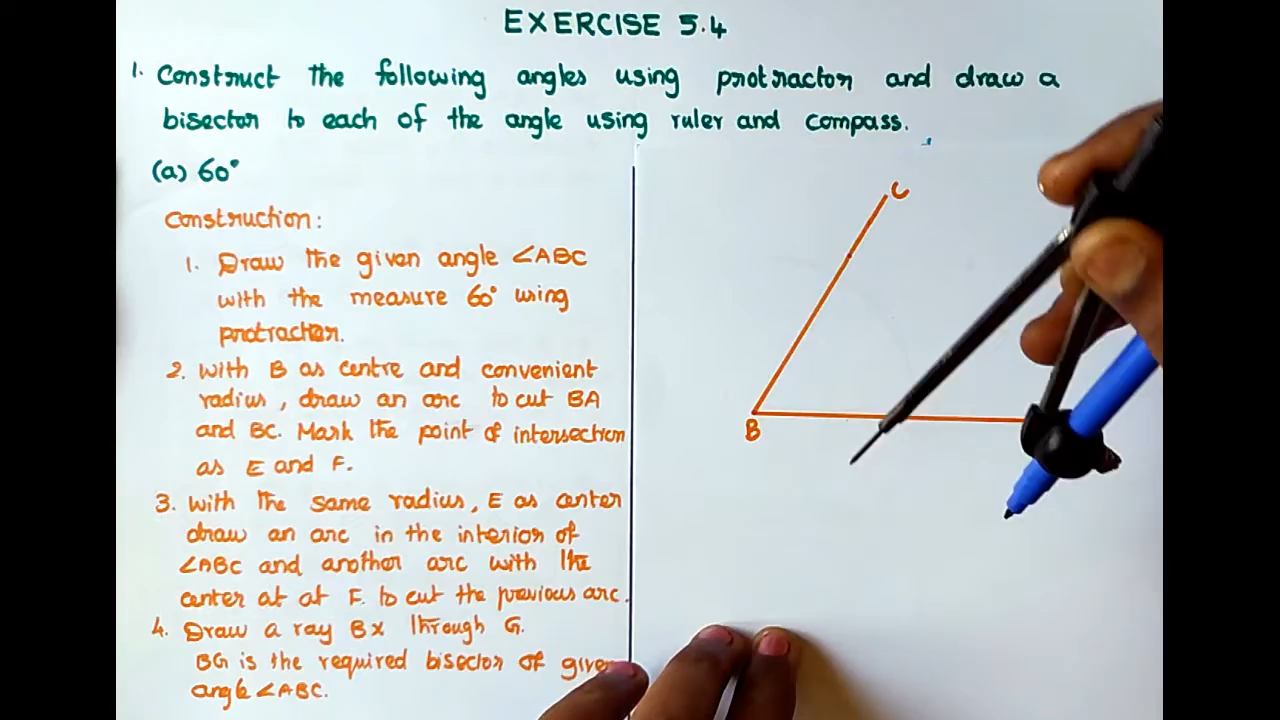 EXERCISE 5.4
1. Construct the following angles using protractor and draw a
bisector to each of the angle using ruler and compass.
(a) 60°
Construction:
1. Draw the given angle ∠ABC
with the measure 60° using
protractor.
2. With B as centre and convenient
radius, draw an arc to cut BA
and BC. Mark the point of intersection
as E and F.
3. With the same radius, E as center
draw an arc in the interior of
∠ABC and another arc with the
center at at F. to cut the previous arc.
4. Draw a ray BX through G.
BG is the required bisector of given
angle ∠ABC.
C
B